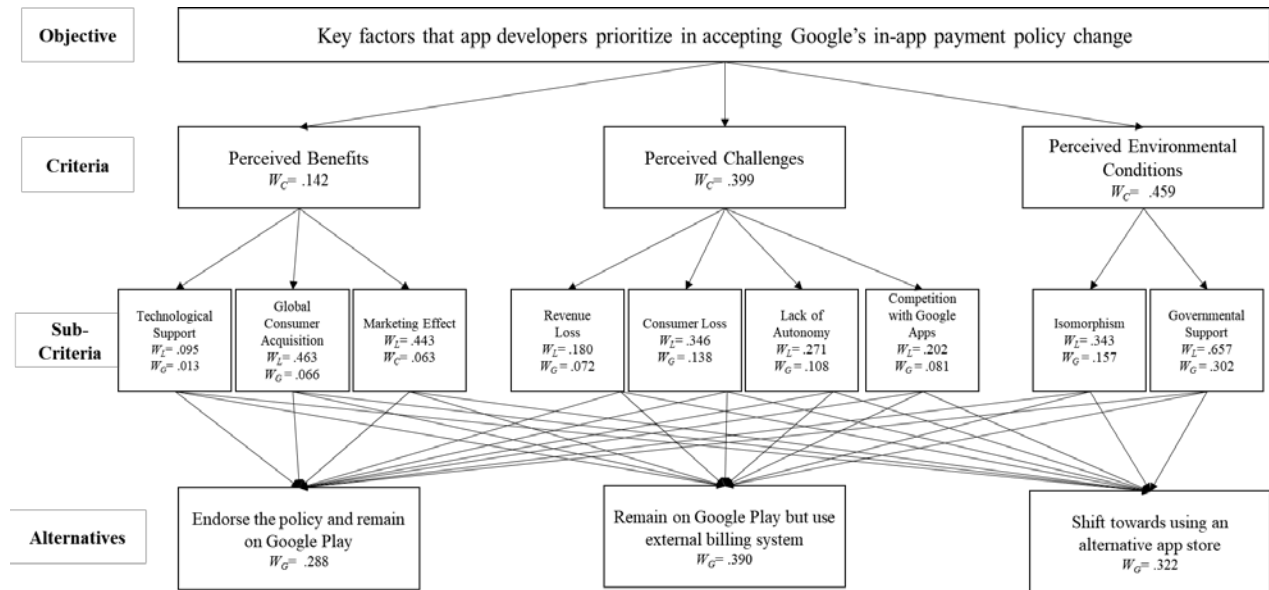 Objective
Key factors that app developers prioritize in accepting Google's in-app payment policy change
Criteria
Perceived Benefits
W_C= .142
Perceived Challenges
W_C= .399
Perceived Environmental
Conditions
W_C= .459
Sub-
Criteria
Technological
Support
W_L= .095
W_G= .013
Global
Consumer
Acquisition
W_L= .463
W_G= .066
Marketing Effect
W_L= .443
W_C= .063
Revenue
Loss
W_L= .180
W_G = .072
Consumer Loss
W_L= .346
W_G= .138
Lack of
Autonomy
W_L= .271
W_G = .108
Competition
with Google
Apps
W_L= .202
W_G= .081
Isomorphism
W_L= .343
W_G= .157
Governmental
Support
W_L= .657
W_G= .302
Alternatives
Endorse the policy and remain
on Google Play
W_G= .288
Remain on Google Play but use
external billing system
W_G= .390
Shift towards using an
alternative app store
W_G= .322